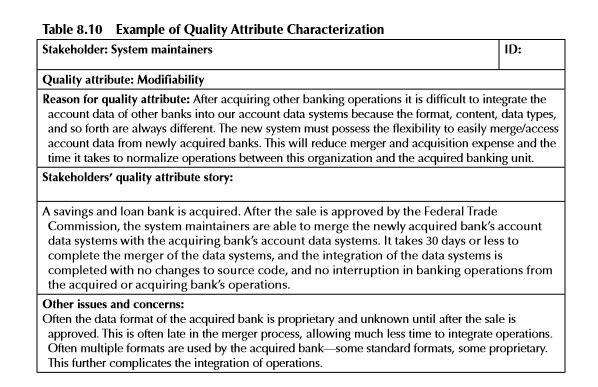 Table 8.10 Example of Quality Attribute Characterization
Stakeholder: System maintainers ID:
Quality attribute: Modifiability
Reason for quality attribute: After acquiring other banking operations it is difficult to integrate the
account data of other banks into our account data systems because the format, content, data types,
and so forth are always different. The new system must possess the flexibility to easily merge/access
account data from newly acquired banks. This will reduce merger and acquisition expense and the
time it takes to normalize operations between this organization and the acquired banking unit.
Stakeholders’ quality attribute story:
A savings and loan bank is acquired. After the sale is approved by the Federal Trade
Commission, the system maintainers are able to merge the newly acquired bank’s account
data systems with the acquiring bank’s account data systems. It takes 30 days or less to
complete the merger of the data systems, and the integration of the data systems is
completed with no changes to source code, and no interruption in banking operations from
the acquired or acquiring bank’s operations.
Other issues and concerns:
Often the data format of the acquired bank is proprietary and unknown until after the sale is
approved. This is often late in the merger process, allowing much less time to integrate operations.
Often multiple formats are used by the acquired bank—some standard formats, some proprietary.
This further complicates the integration of operations.